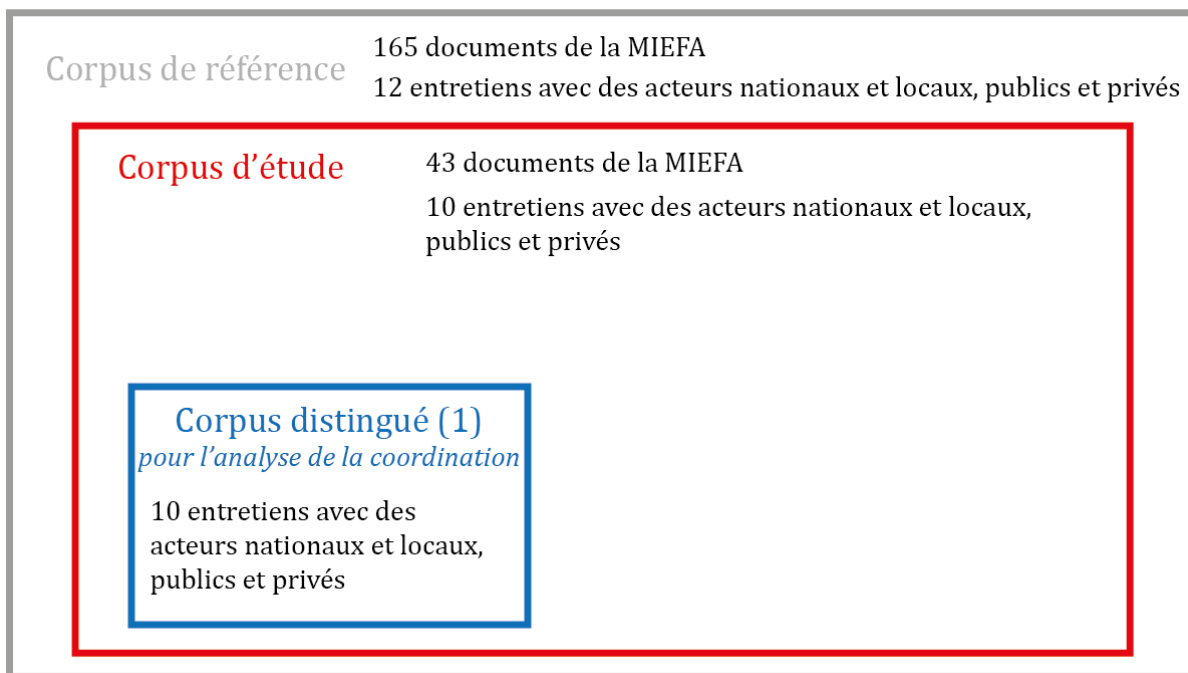 Corpus de référence
165 documents de la MIEFA
12 entretiens avec des acteurs nationaux et locaux, publics et privés
Corpus d’étude
43 documents de la MIEFA
10 entretiens avec des acteurs nationaux et locaux,
publics et privés
Corpus distingué (1)
pour l’analyse de la coordination
10 entretiens avec des
acteurs nationaux et locaux,
publics et privés